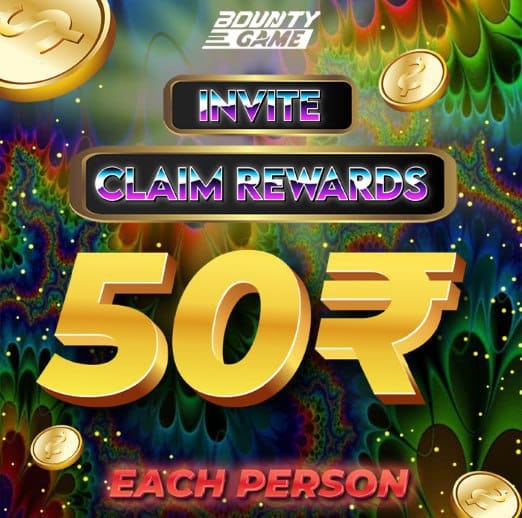 BOUNTY
GAME
INVITE
CLAIM REWARDS
50₹
EACH PERSON